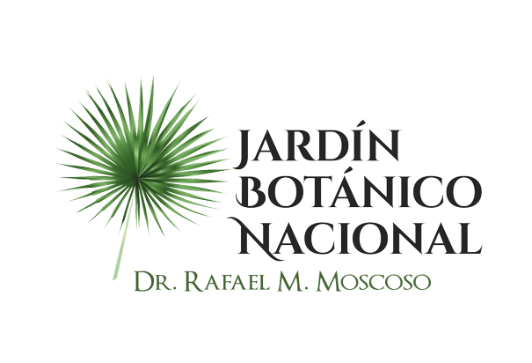 Jardín
Botánico
Nacional
Dr. Rafael M. Moscoso